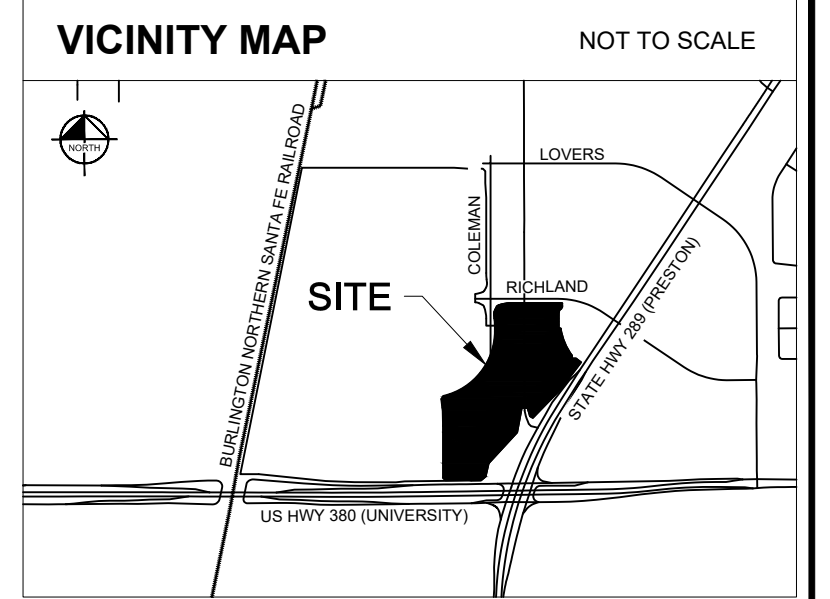 VICINITY MAP
NOT TO SCALE
NORTH
BURLINGTON NORTHERN SANTA FE RAILROAD
LOVERS
COLEMAN
RICHLAND
SITE
STATE HWY 289 (PRESTON)
US HWY 380 (UNIVERSITY)